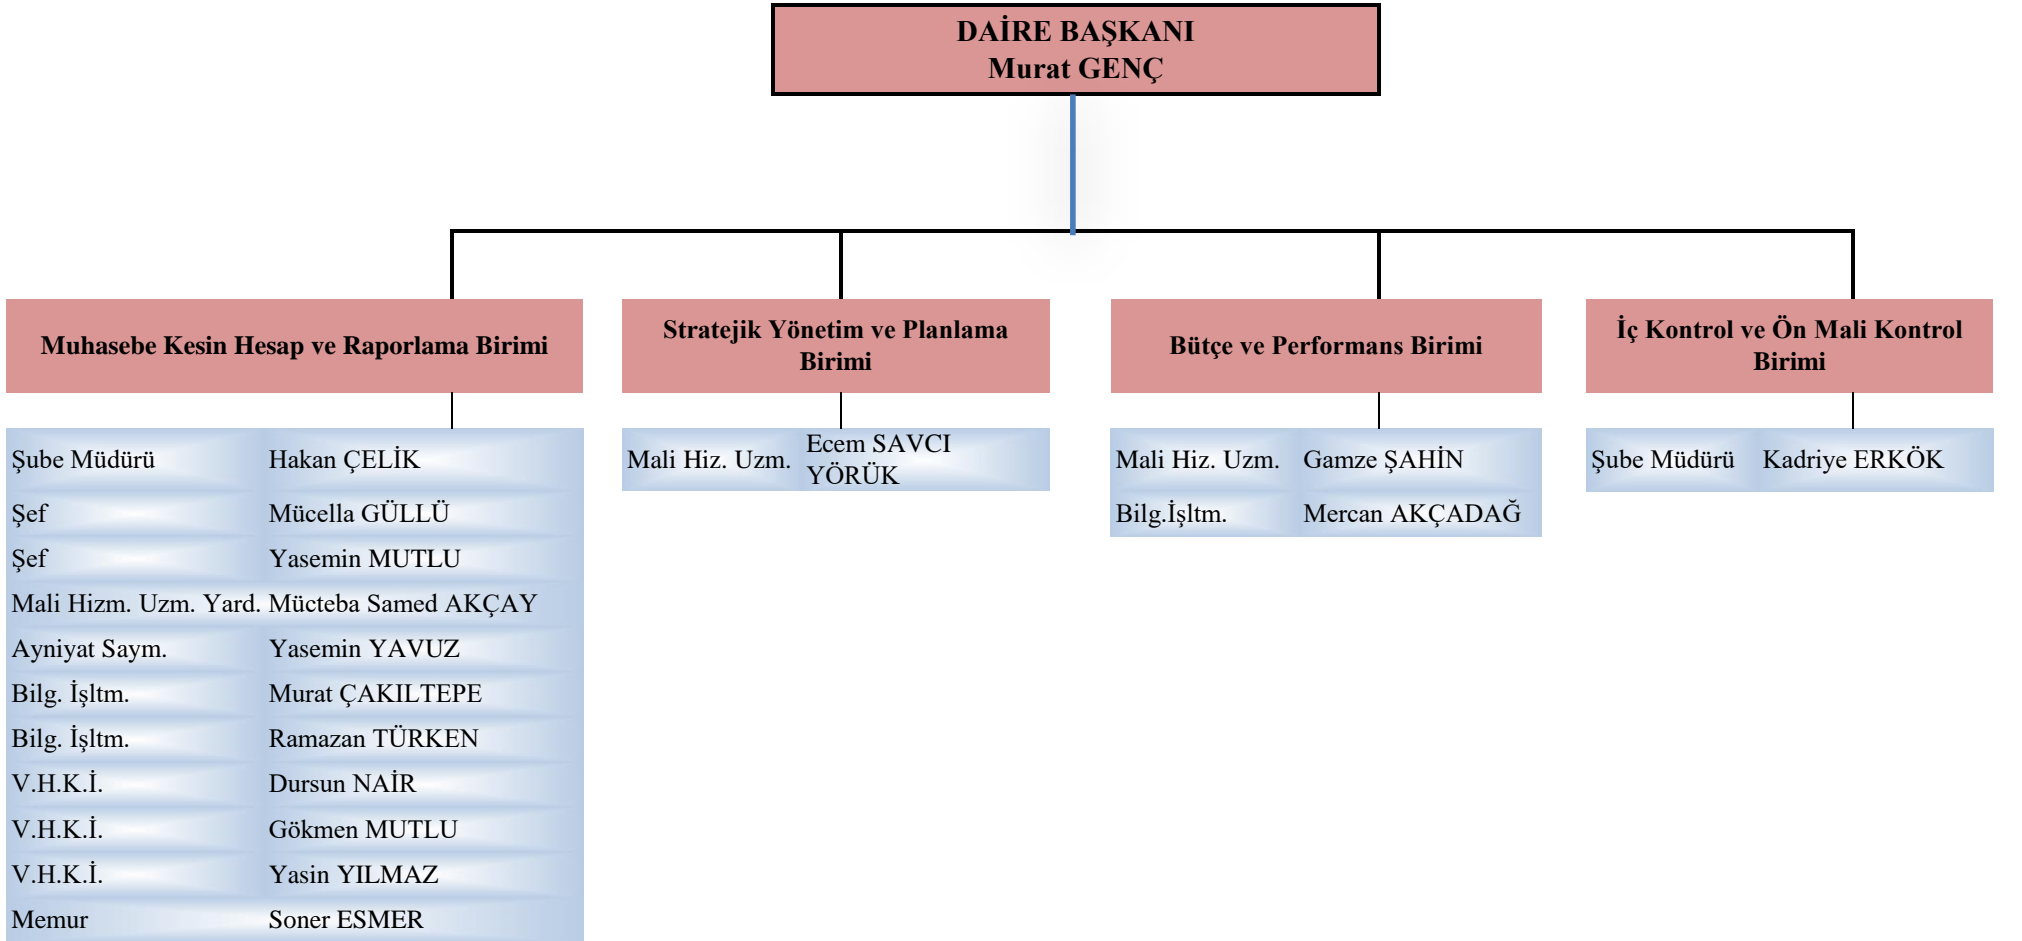 DAİRE BAŞKANI
Murat GENÇ
Muhasebe Kesin Hesap ve Raporlama Birimi
Şube Müdürü Hakan ÇELİK
Şef Mücella GÜLLÜ
Şef Yasemin MUTLU
Mali Hizm. Uzm. Yard. Mücteba Samed AKÇAY
Ayniyat Saym. Yasemin YAVUZ
Bilg. İşltm. Murat ÇAKILTEPE
Bilg. İşltm. Ramazan TÜRKEN
V.H.K.İ. Dursun NAİR
V.H.K.İ. Gökmen MUTLU
V.H.K.İ. Yasin YILMAZ
Memur Soner ESMER
Stratejik Yönetim ve Planlama
Birimi
Mali Hiz. Uzm. Ecem SAVCI
YÖRÜK
Bütçe ve Performans Birimi
Mali Hiz. Uzm. Gamze ŞAHİN
Bilg.İşltm. Mercan AKÇADAĞ
İç Kontrol ve Ön Mali Kontrol
Birimi
Şube Müdürü Kadriye ERKÖK